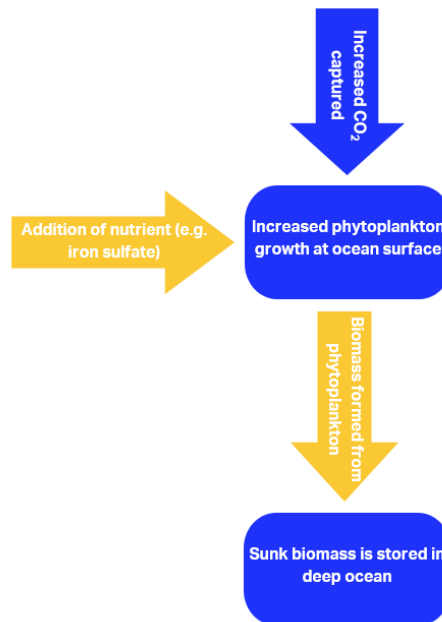 Increased CO₂
captured
Addition of nutrient (e.g.
iron sulfate)
Increased phytoplankton
growth at ocean surface
Biomass formed from
phytoplankton
Sunk biomass is stored in
deep ocean